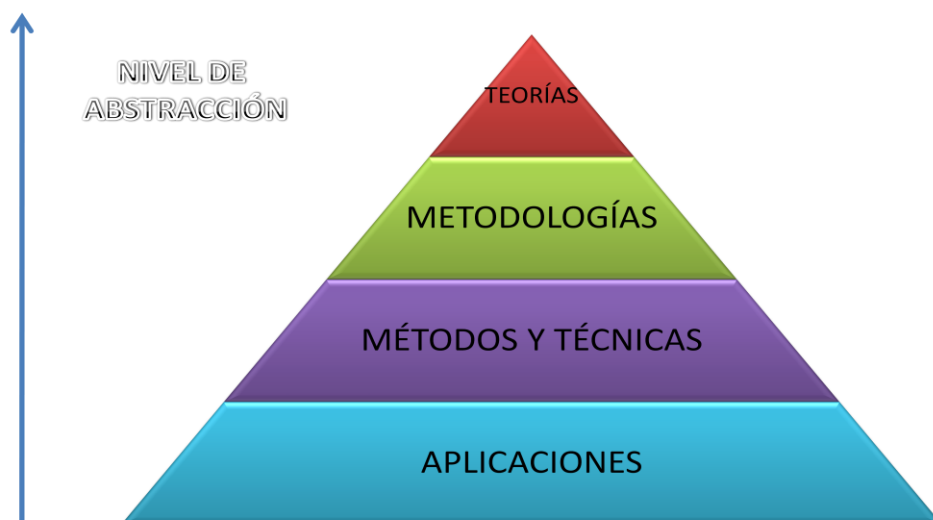 NIVEL DE
ABSTRACCIÓN
TEORÍAS
METODOLOGÍAS
MÉTODOS Y TÉCNICAS
APLICACIONES